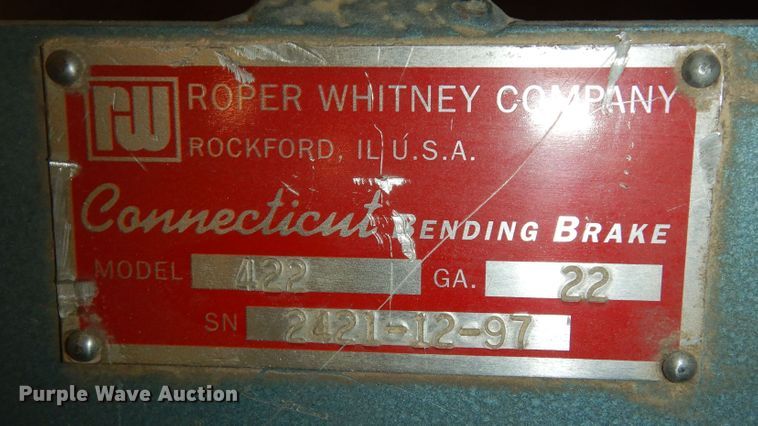 rw ROPER WHITNEY COMPANY
ROCKFORD, IL U.S.A.
Connecticut BENDING BRAKE
MODEL 422 GA. 22
SN 2421-12-97
Purple Wave Auction